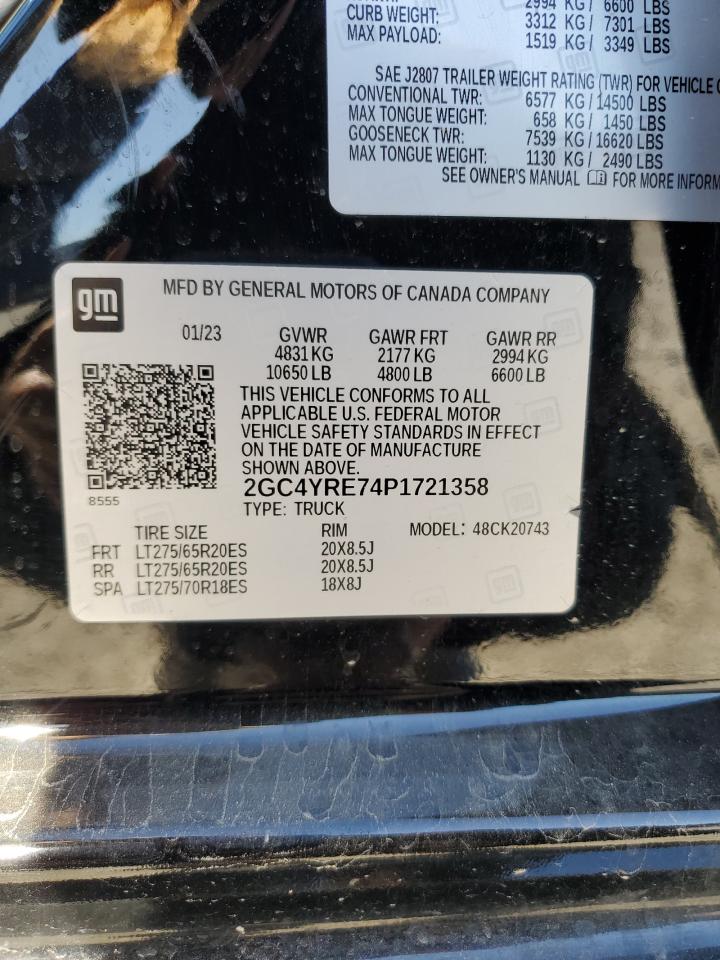 2994 KG / 6600 LBS
CURB WEIGHT: 3312 KG / 7301 LBS
MAX PAYLOAD: 1519 KG / 3349 LBS
SAE J2807 TRAILER WEIGHT RATING (TWR) FOR VEHICLE
CONVENTIONAL TWR: 6577 KG / 14500 LBS
MAX TONGUE WEIGHT: 658 KG / 1450 LBS
GOOSENECK TWR: 7539 KG / 16620 LBS
MAX TONGUE WEIGHT: 1130 KG / 2490 LBS
SEE OWNER'S MANUAL FOR MORE INFORM
gm
MFD BY GENERAL MOTORS OF CANADA COMPANY
01/23 GVWR GAWR FRT GAWR RR
4831 KG 2177 KG 2994 KG
10650 LB 4800 LB 6600 LB
THIS VEHICLE CONFORMS TO ALL
APPLICABLE U.S. FEDERAL MOTOR
VEHICLE SAFETY STANDARDS IN EFFECT
ON THE DATE OF MANUFACTURE
SHOWN ABOVE.
8555
2GC4YRE74P1721358
TYPE: TRUCK
TIRE SIZE RIM MODEL: 48CK20743
FRT LT275/65R20ES 20X8.5J
RR LT275/65R20ES 20X8.5J
SPA LT275/70R18ES 18X8J